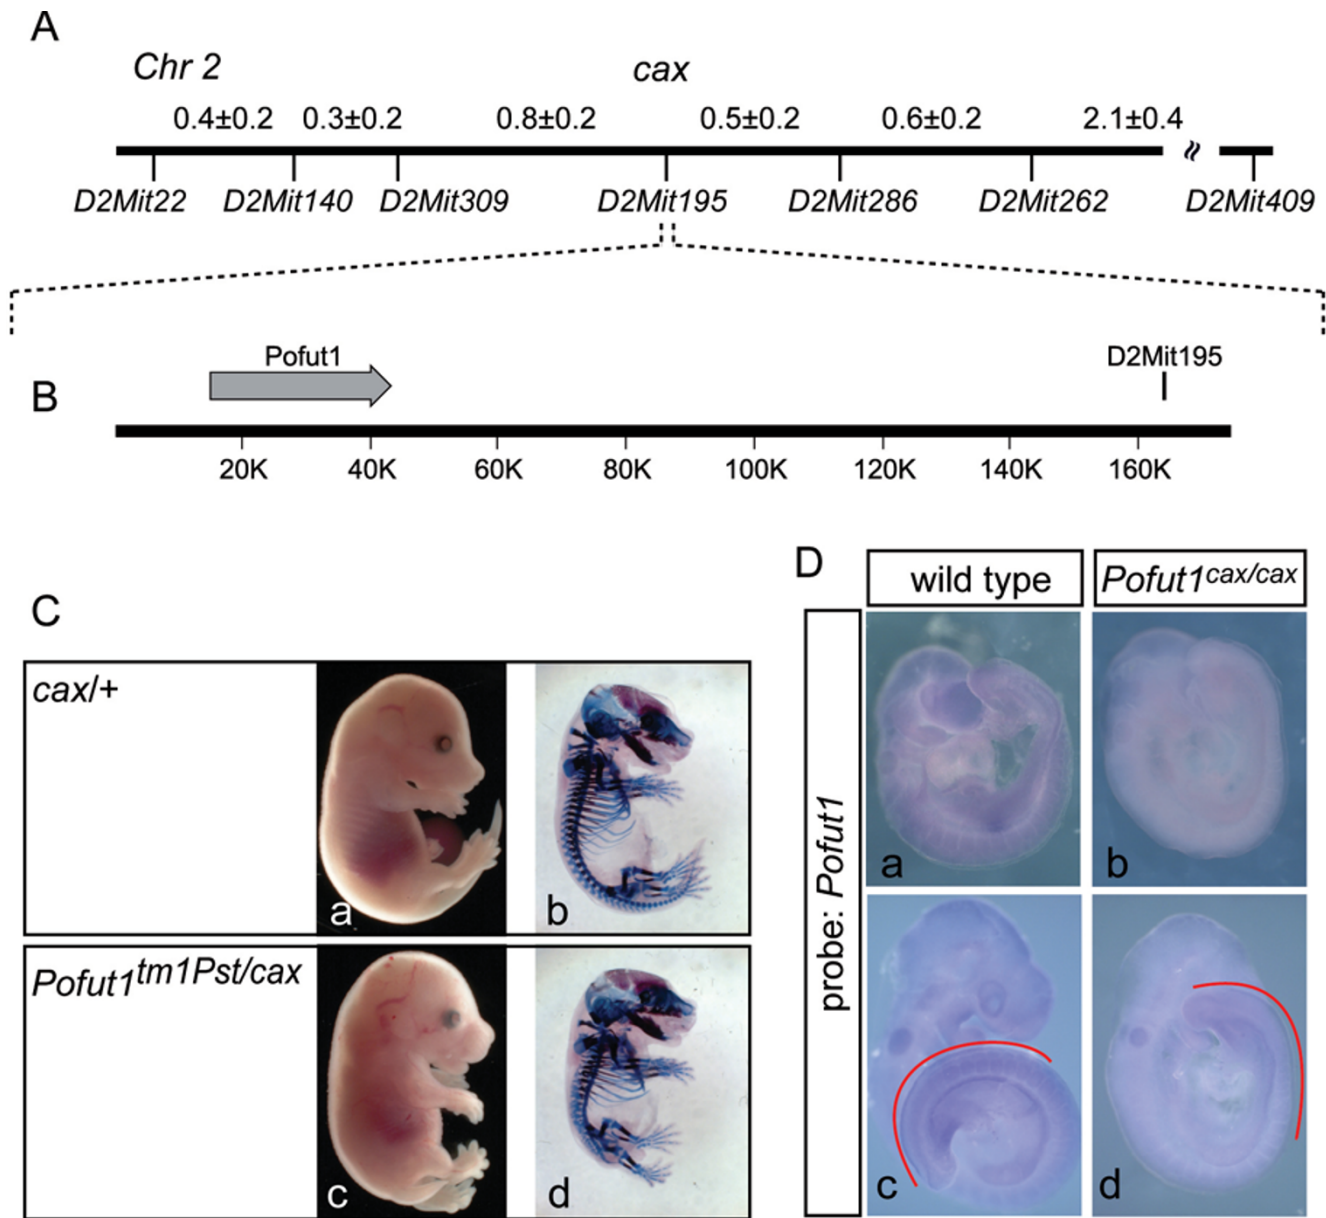 A
Chr 2 cax
0.4±0.2 0.3±0.2 0.8±0.2 0.5±0.2 0.6±0.2 2.1±0.4
D2Mit22 D2Mit140 D2Mit309 D2Mit195 D2Mit286 D2Mit262 D2Mit409
Pofut1 D2Mit195
B
20K 40K 60K 80K 100K 120K 140K 160K
C
cax/+
a b
Pofut1tm1Pst/cax
c d
D
wild type Pofut1cax/cax
probe: Pofut1
a b
c d